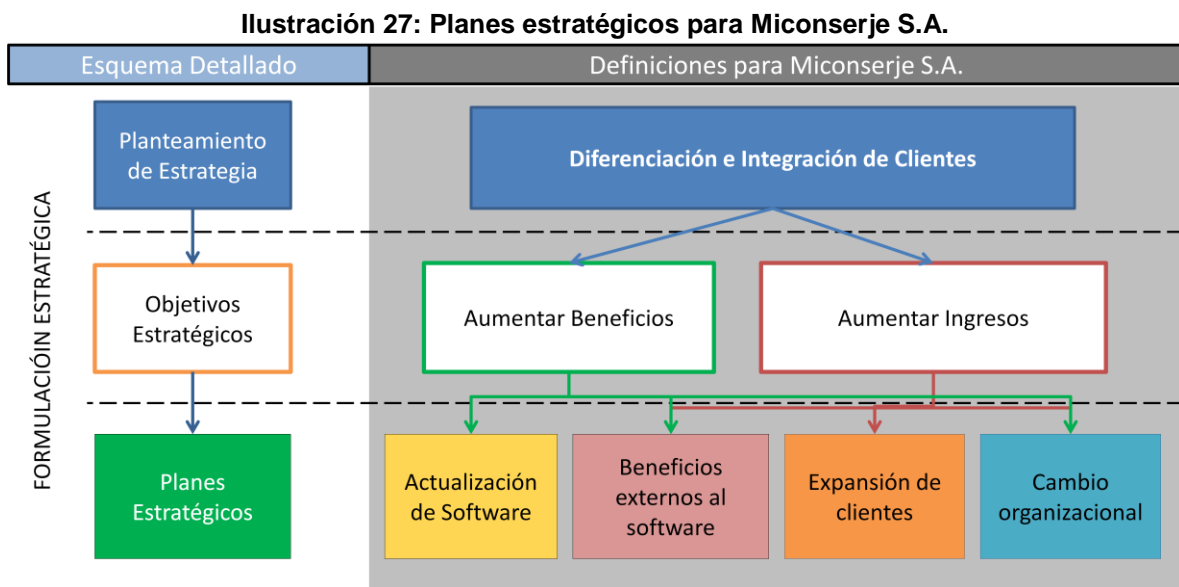 Ilustración 27: Planes estratégicos para Miconserje S.A.
Esquema Detallado
Definiciones para Miconserje S.A.
FORMULACIÓIN ESTRATÉGICA
Planteamiento
de Estrategia
Diferenciación e Integración de Clientes
Objetivos
Estratégicos
Aumentar Beneficios
Aumentar Ingresos
Planes
Estratégicos
Actualización
de Software
Beneficios
externos al
software
Expansión de
clientes
Cambio
organizacional